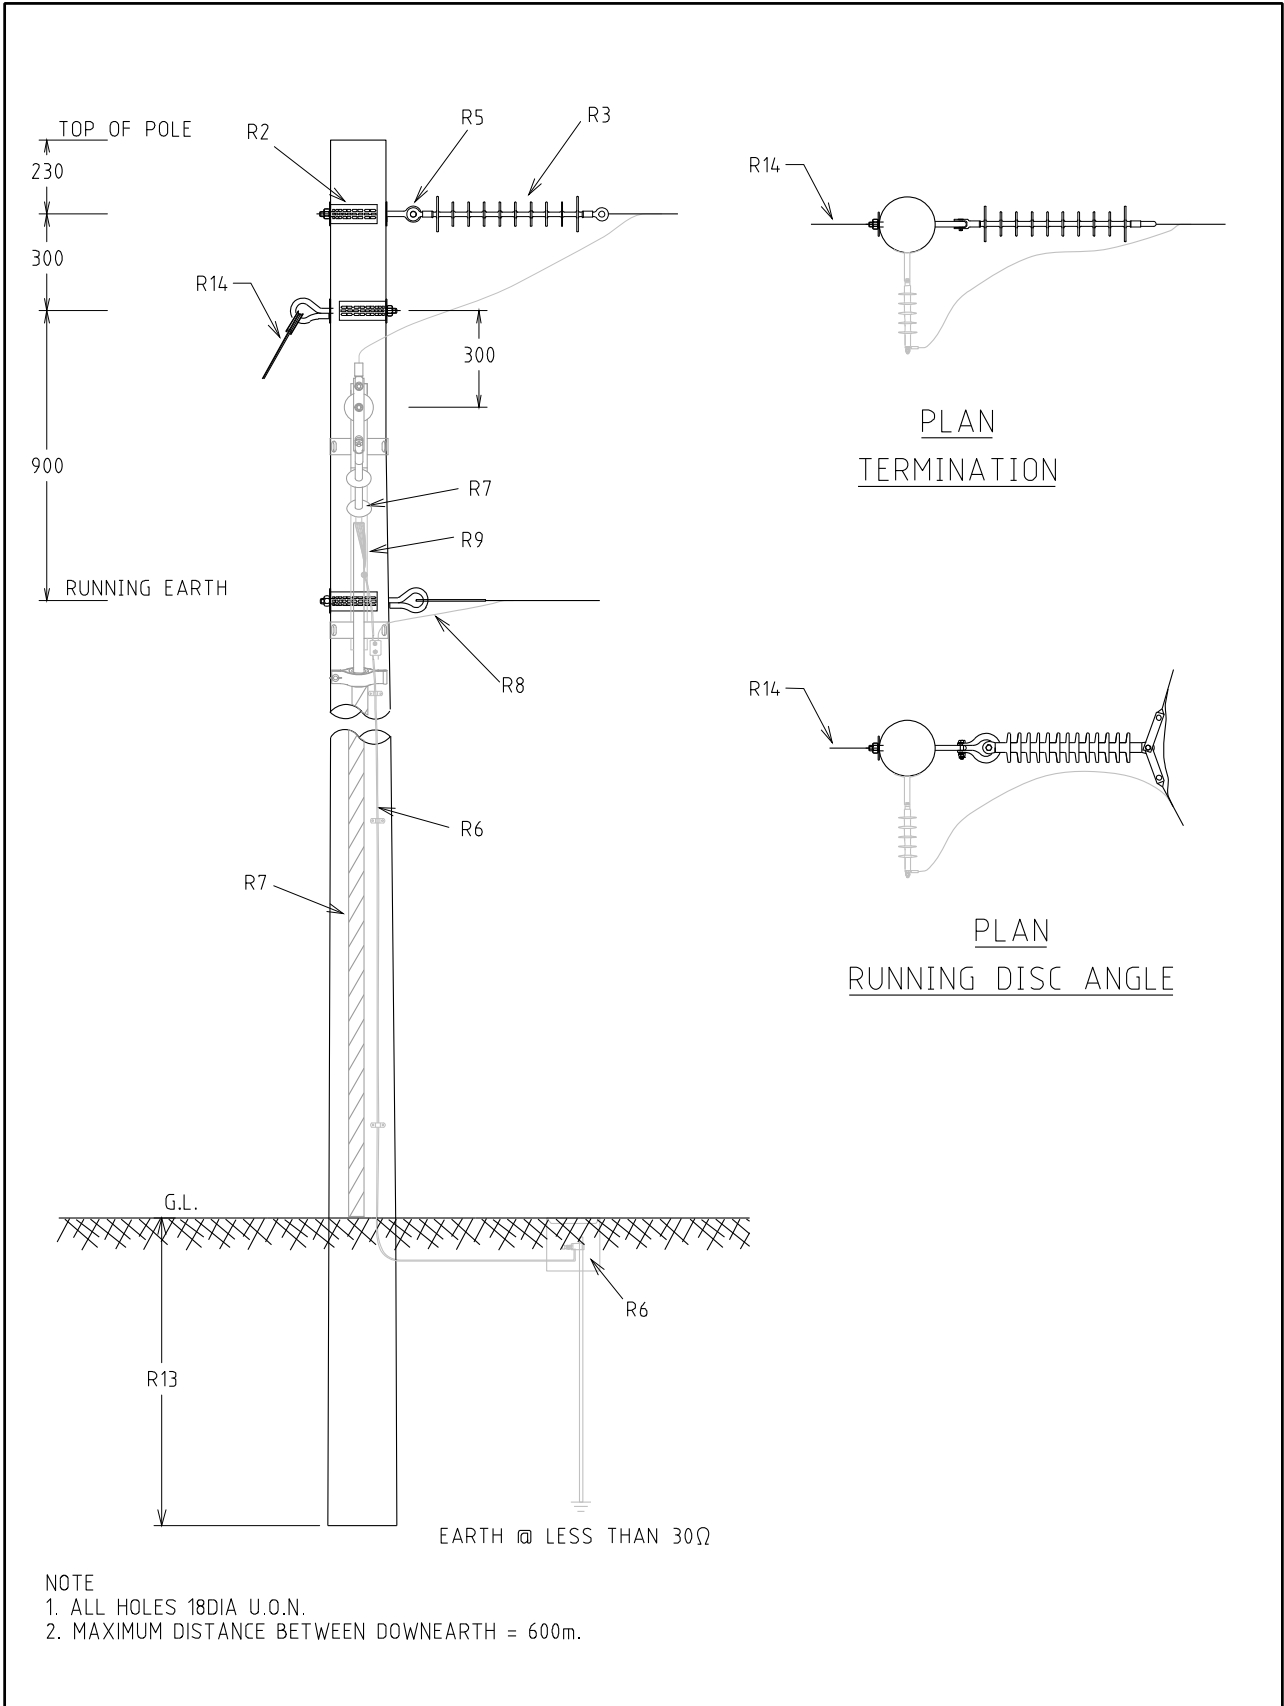 TOP OF POLE
230
R2
R5
R3
300
R14
300
900
R7
R9
RUNNING EARTH
R8
R6
R7
G.L.
R6
R13
EARTH @ LESS THAN 30Ω
R14
PLAN
TERMINATION
R14
PLAN
RUNNING DISC ANGLE
NOTE
1. ALL HOLES 18DIA U.O.N.
2. MAXIMUM DISTANCE BETWEEN DOWNEARTH = 600m.